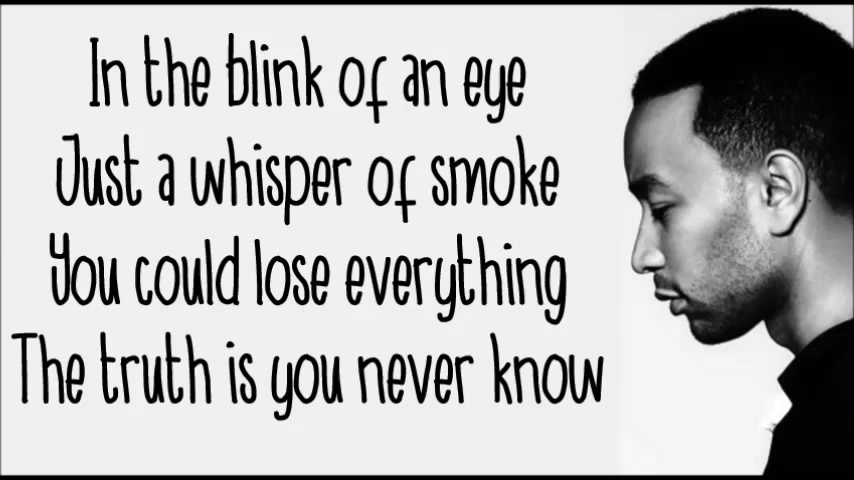 In the blink of an eye
Just a whisper of smoke
You could lose everything
The truth is you never know